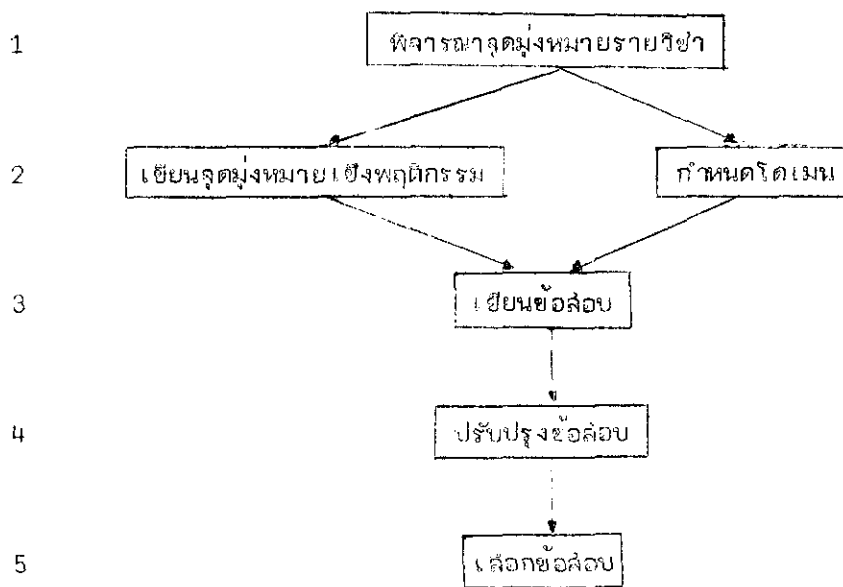 1 พิจารณาจุดมุ่งหมายรายวิชา
2 เขียนจุดมุ่งหมายเชิงพฤติกรรม กำหนดโดเมน
3 เขียนข้อสอบ
4 ปรับปรุงข้อสอบ
5 เลือกข้อสอบ